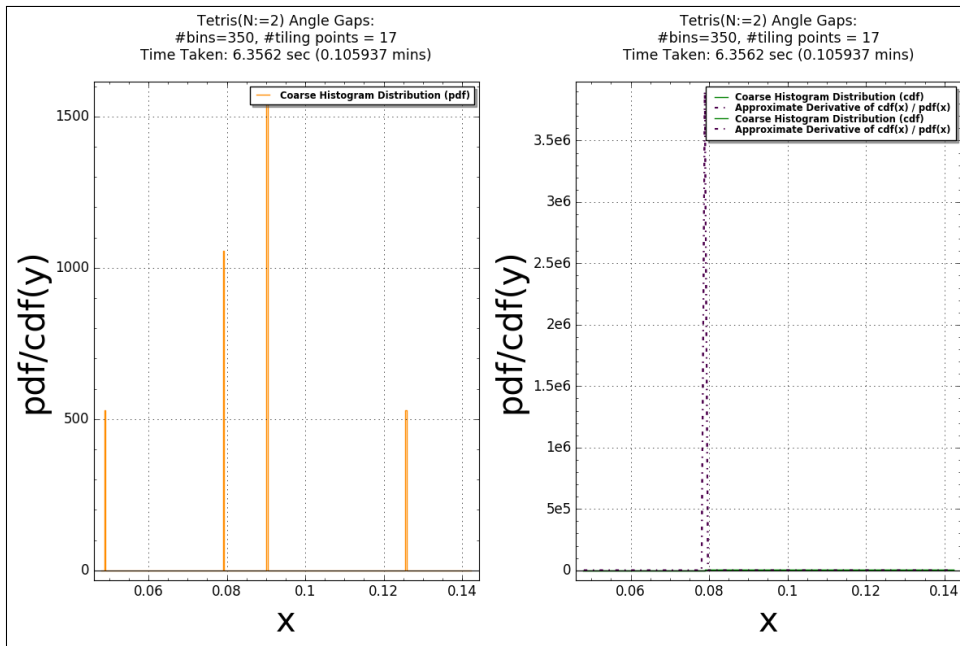 Tetris(N:=2) Angle Gaps:
#bins=350, #tiling points = 17
Time Taken: 6.3562 sec (0.105937 mins)
Coarse Histogram Distribution (pdf)
1500
1000
500
0
0.06
0.08
0.1
0.12
0.14
pdf/cdf(y)
x
Tetris(N:=2) Angle Gaps:
#bins=350, #tiling points = 17
Time Taken: 6.3562 sec (0.105937 mins)
Coarse Histogram Distribution (cdf)
Approximate Derivative of cdf(x) / pdf(x)
Coarse Histogram Distribution (cdf)
Approximate Derivative of cdf(x) / pdf(x)
3.5e6
3e6
2.5e6
2e6
1.5e6
1e6
5e5
0
0.06
0.08
0.1
0.12
0.14
pdf/cdf(y)
x